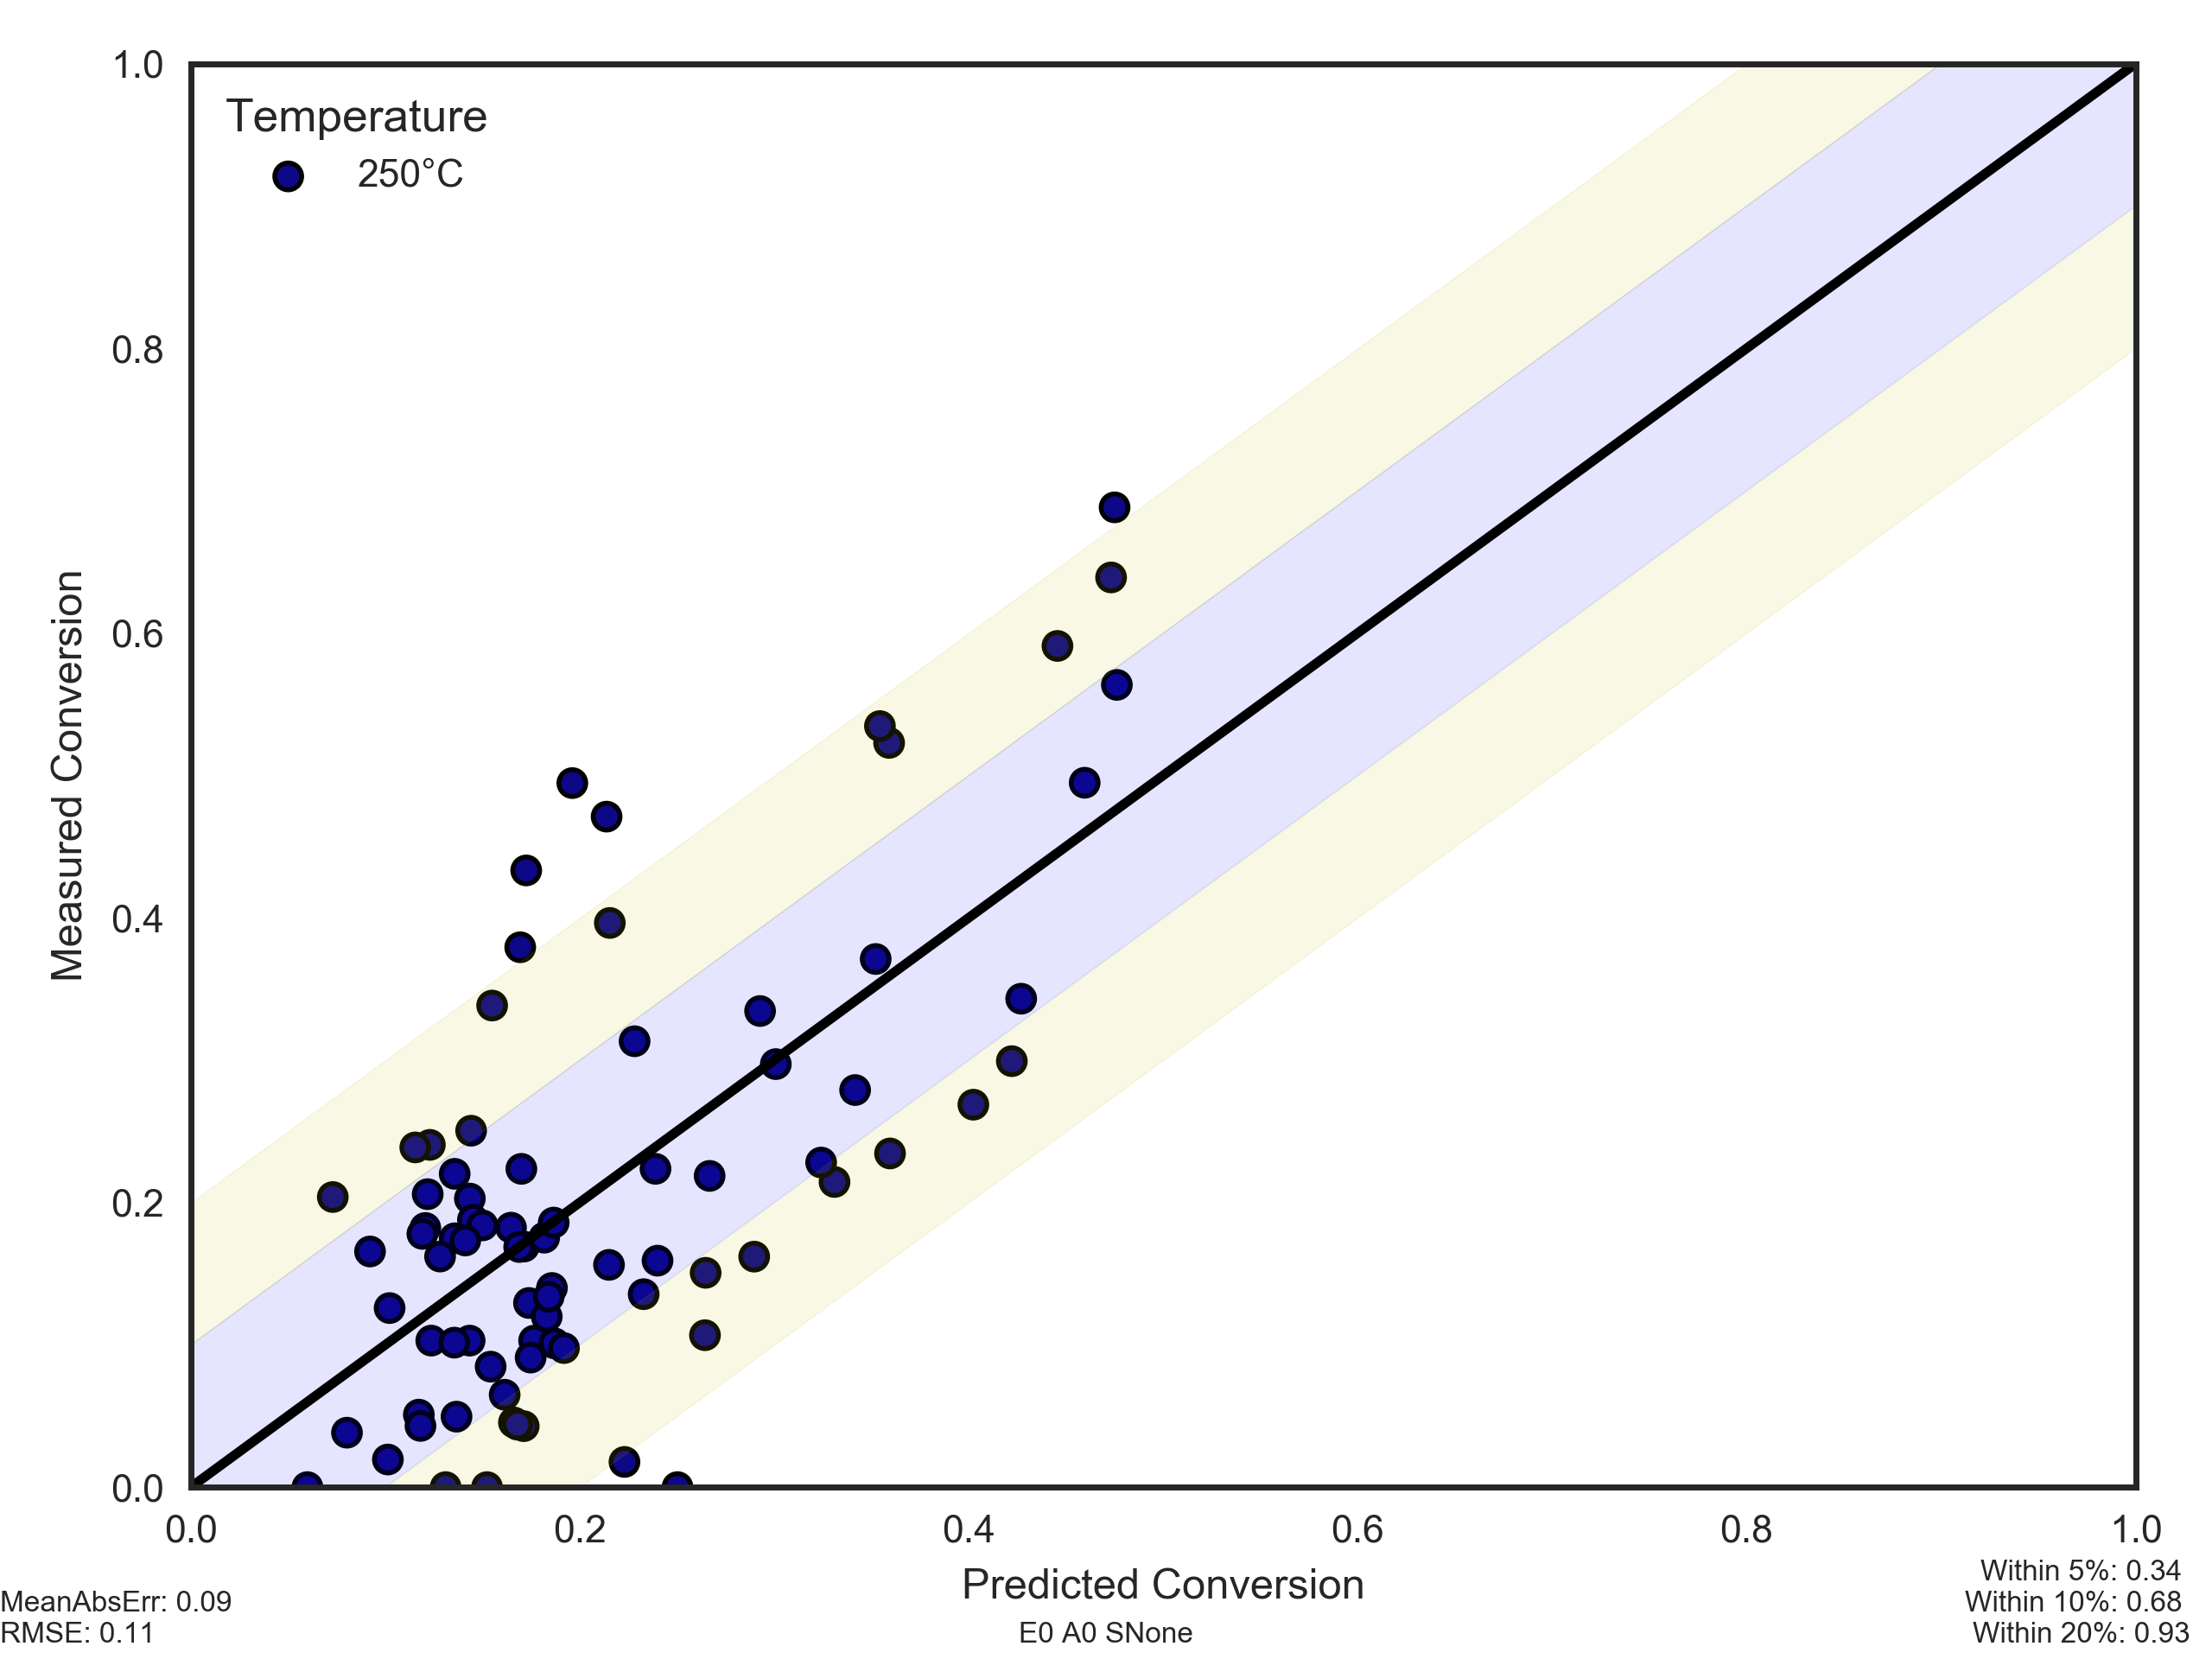 1.0
Temperature
250°C
0.8
Measured Conversion
0.6
0.4
0.2
0.0
0.0 0.2 0.4 0.6 0.8 1.0
Predicted Conversion
E0 A0 SNone
MeanAbsErr: 0.09
RMSE: 0.11
Within 5%: 0.34
Within 10%: 0.68
Within 20%: 0.93